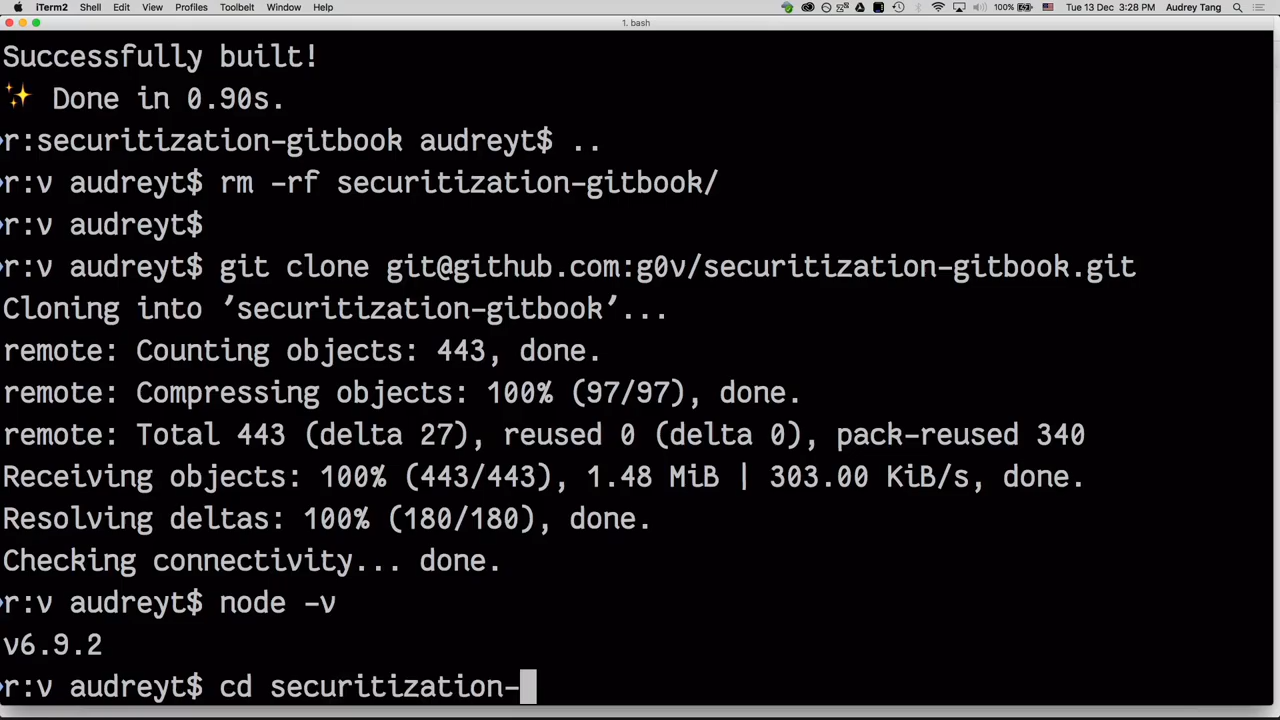 iTerm2 Shell Edit View Profiles Toolbelt Window Help 100% Tue 13 Dec 3:28 PM Audrey Tang
1. bash
Successfully built!
✨ Done in 0.90s.
r:securitization-gitbook audreyt$ ..
r:v audreyt$ rm -rf securitization-gitbook/
r:v audreyt$
r:v audreyt$ git clone git@github.com:g0v/securitization-gitbook.git
Cloning into 'securitization-gitbook'...
remote: Counting objects: 443, done.
remote: Compressing objects: 100% (97/97), done.
remote: Total 443 (delta 27), reused 0 (delta 0), pack-reused 340
Receiving objects: 100% (443/443), 1.48 MiB | 303.00 KiB/s, done.
Resolving deltas: 100% (180/180), done.
Checking connectivity... done.
r:v audreyt$ node -v
v6.9.2
r:v audreyt$ cd securitization-